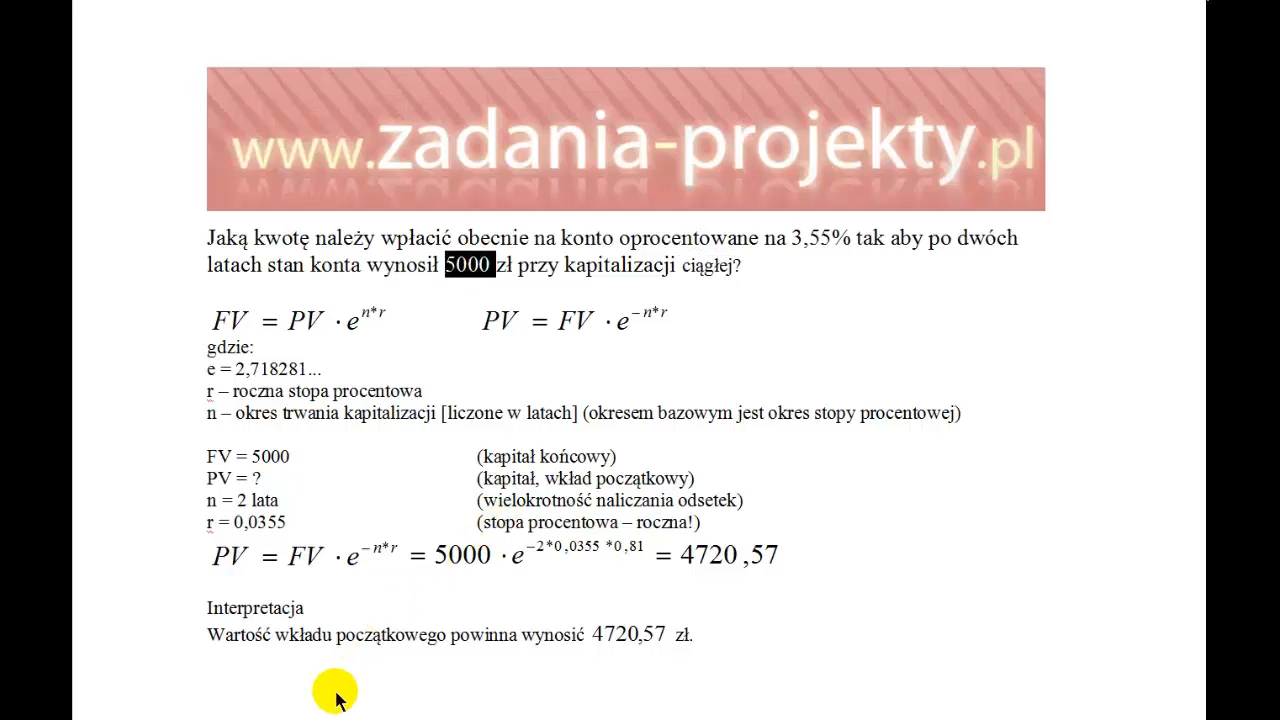 www.zadania-projekty.pl
Jaką kwotę należy wpłacić obecnie na konto oprocentowane na 3,55% tak aby po dwóch
latach stan konta wynosił 5000 zł przy kapitalizacji ciągłej?
FV = PV · e^{n*r} PV = FV · e^{-n*r}
gdzie:
e = 2,718281...
r – roczna stopa procentowa
n – okres trwania kapitalizacji [liczone w latach] (okresem bazowym jest okres stopy procentowej)
FV = 5000 (kapitał końcowy)
PV = ? (kapitał, wkład początkowy)
n = 2 lata (wielokrotność naliczania odsetek)
r = 0,0355 (stopa procentowa – roczna!)
PV = FV · e^{-n*r} = 5000 · e^{-2*0,0355 *0,81} = 4720,57
Interpretacja
Wartość wkładu początkowego powinna wynosić 4720,57 zł.